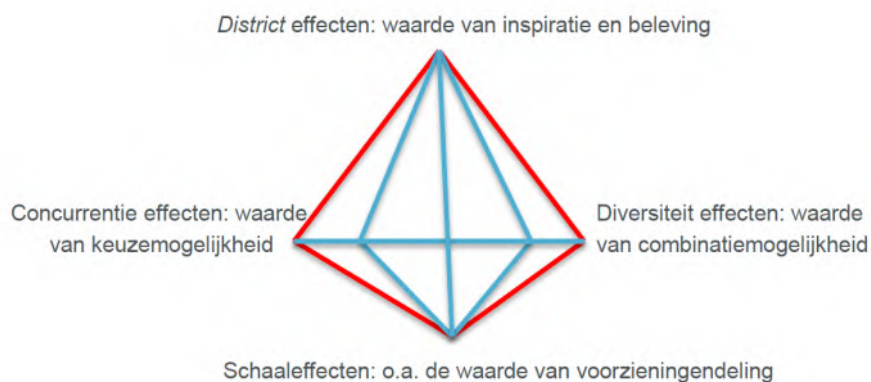 District effecten: waarde van inspiratie en beleving
Concurrentie effecten: waarde
van keuzemogelijkheid
Diversiteit effecten: waarde
van combinatiemogelijkheid
Schaaleffecten: o.a. de waarde van voorzieningendeling